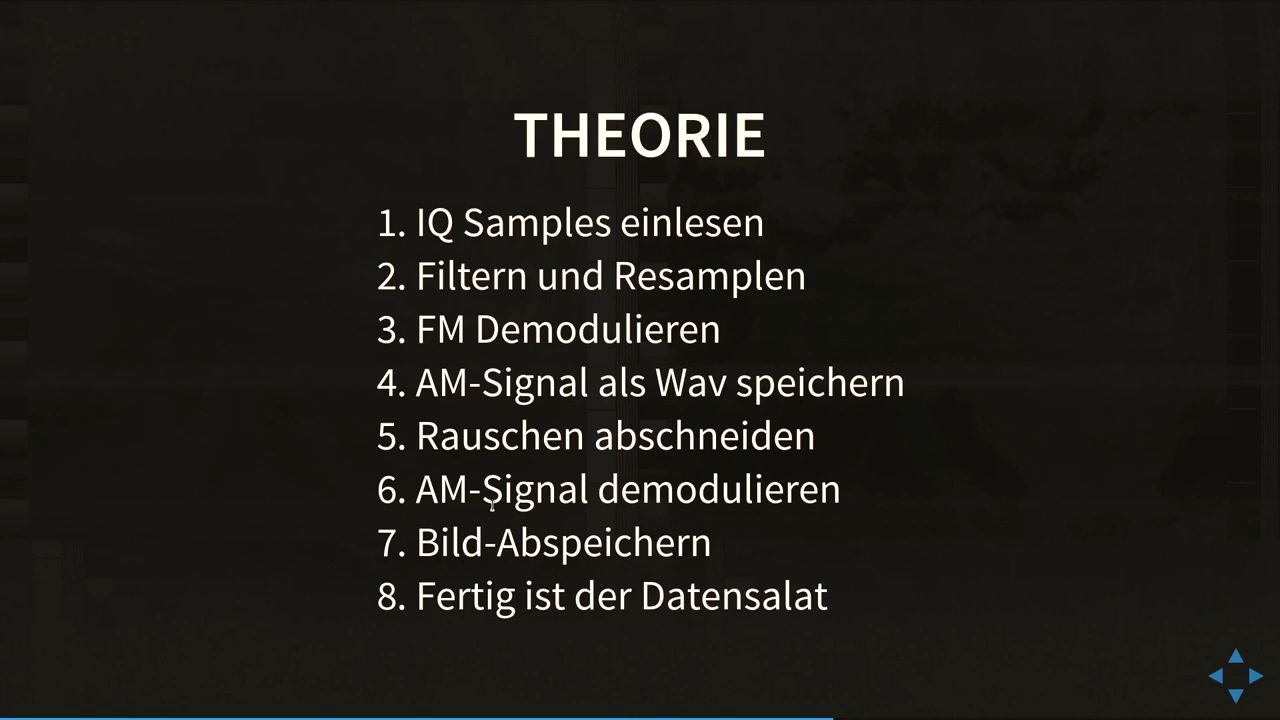 THEORIE
1. IQ Samples einlesen
2. Filtern und Resamplen
3. FM Demodulieren
4. AM-Signal als Wav speichern
5. Rauschen abschneiden
6. AM-Signal demodulieren
7. Bild-Abspeichern
8. Fertig ist der Datensalat